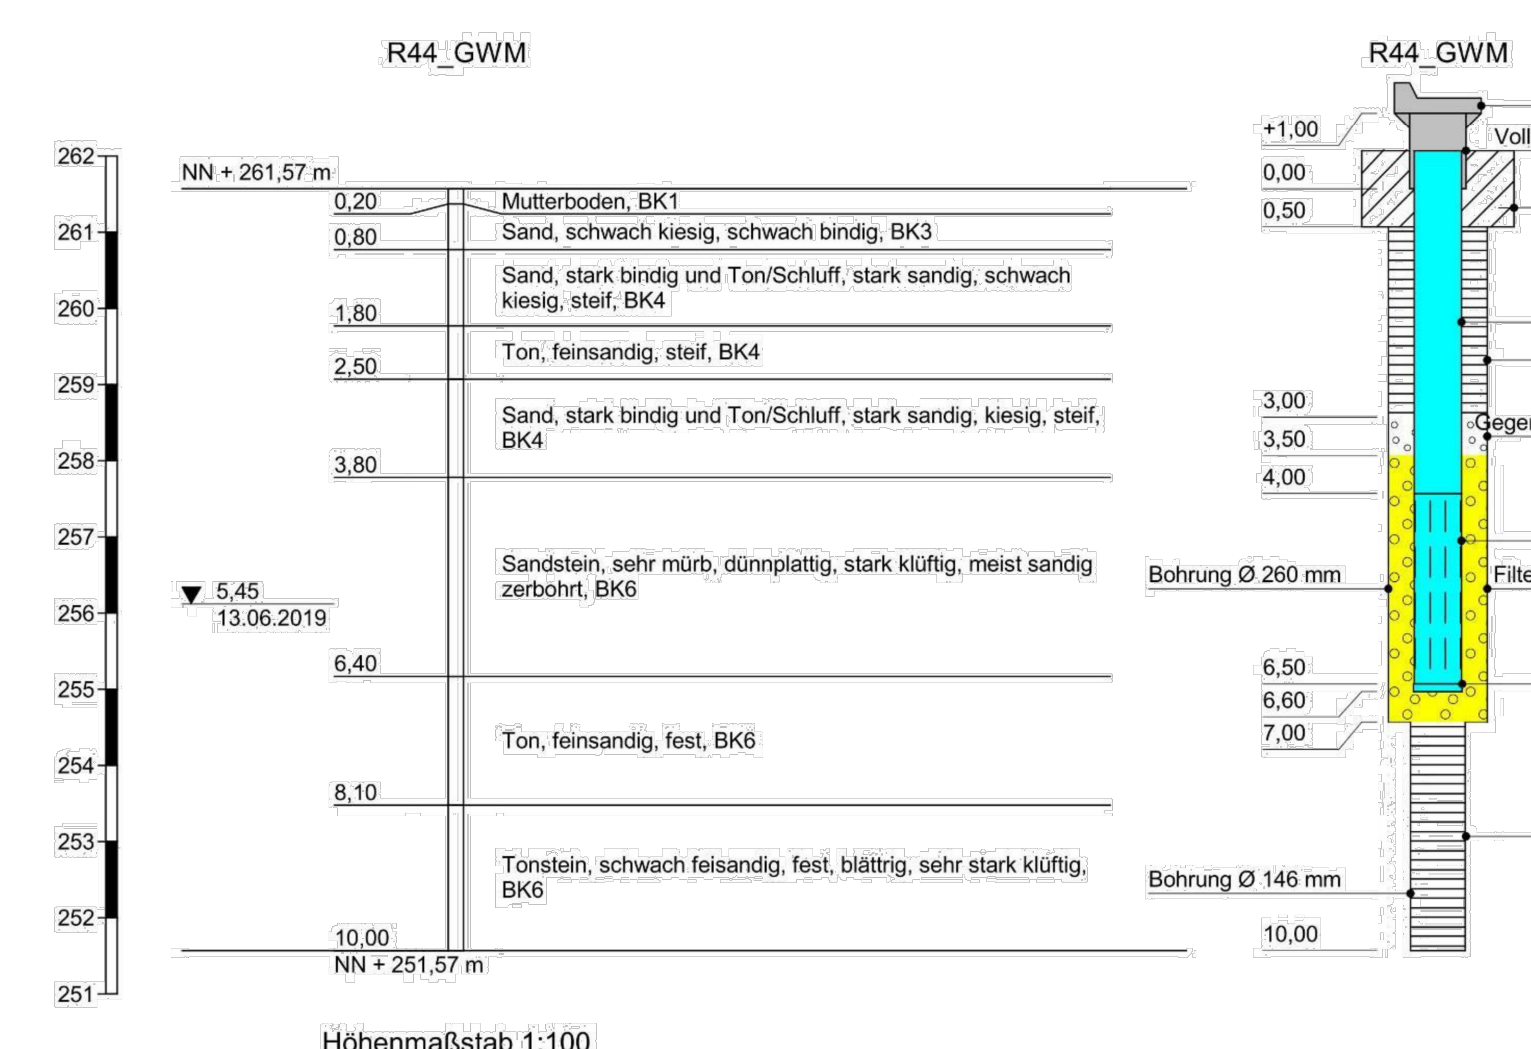 R44_GWM
R44_GWM
262
261
260
259
258
257
256
255
254
253
252
251
NN + 261,57 m
0,20
Mutterboden, BK1
0,80
Sand, schwach kiesig, schwach bindig, BK3
Sand, stark bindig und Ton/Schluff, stark sandig, schwach
kiesig, steif, BK4
1,80
Ton, feinsandig, steif, BK4
2,50
Sand, stark bindig und Ton/Schluff, stark sandig, kiesig, steif,
BK4
3,80
Sandstein, sehr mürb, dünnplattig, stark klüftig, meist sandig
zerbohrt, BK6
5,45
13.06.2019
6,40
Ton, feinsandig, fest, BK6
8,10
Tonstein, schwach feisandig, fest, blättrig, sehr stark klüftig,
BK6
10,00
NN + 251,57 m
Höhenmaßstab 1:100
+1,00
Voll
0,00
0,50
3,00
Geger
3,50
4,00
Bohrung Ø 260 mm
Filte
6,50
6,60
7,00
Bohrung Ø 146 mm
10,00